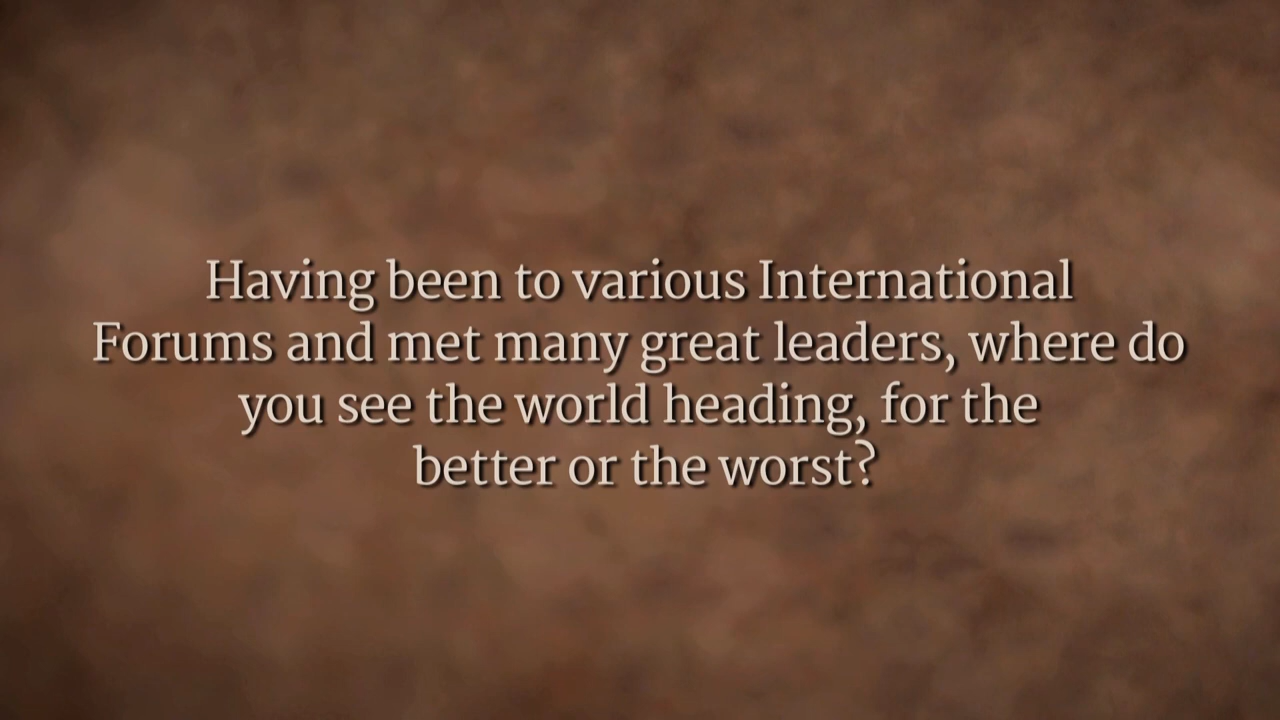 Having been to various International
Forums and met many great leaders, where do
you see the world heading, for the
better or the worst?